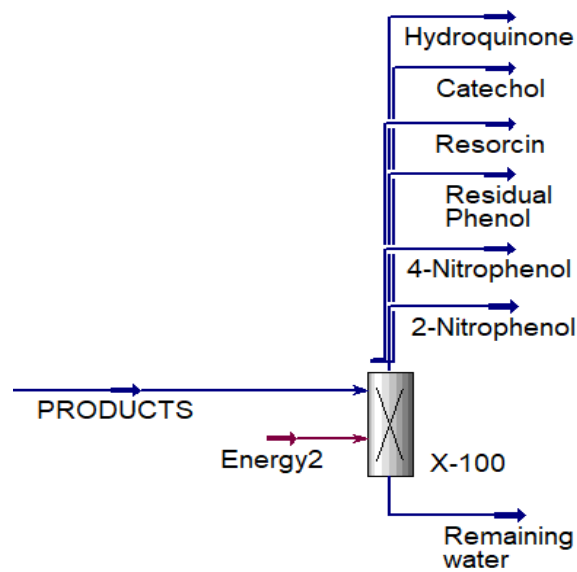 Hydroquinone
Catechol
Resorcin
Residual
Phenol
4-Nitrophenol
2-Nitrophenol
PRODUCTS
Energy2
X-100
Remaining
water